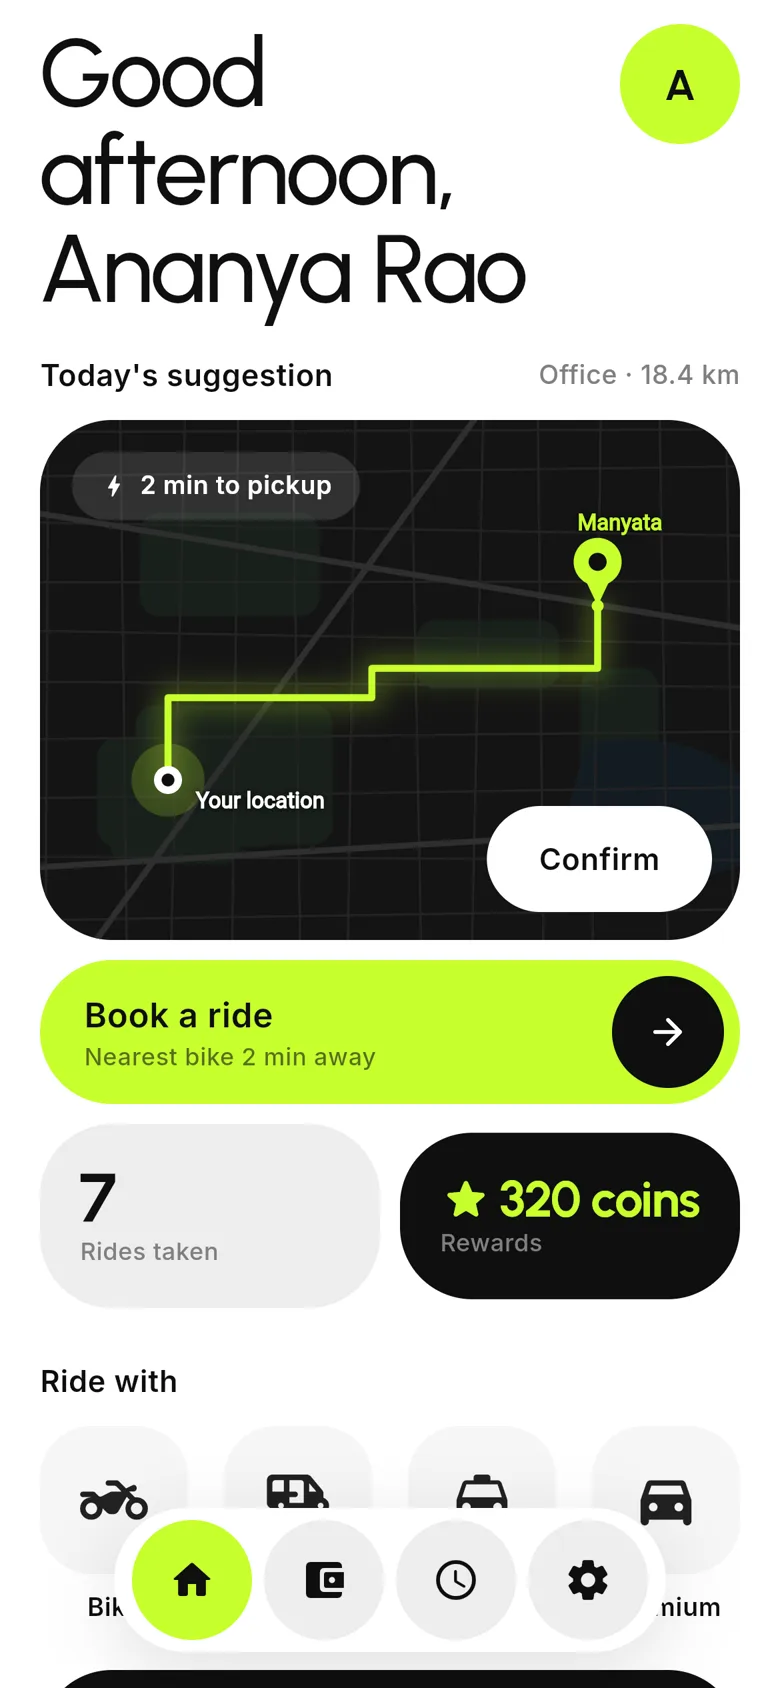 Good
afternoon,
Ananya Rao
A
Today's suggestion
Office · 18.4 km
2 min to pickup
Manyata
Your location
Confirm
Book a ride
Nearest bike 2 min away
7
Rides taken
320 coins
Rewards
Ride with